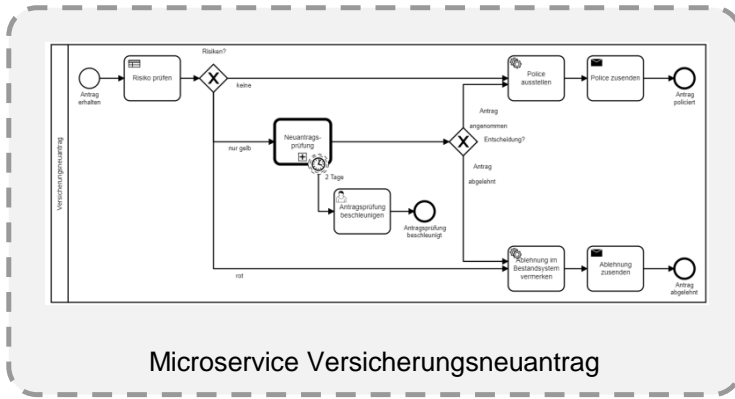 Versicherungsneuantrag
Antrag
erhalten
Risiko prüfen
Risiken?
keine
nur gelb
rot
Neuantrags-
prüfung
2 Tage
Antragsprüfung
beschleunigen
Antragsprüfung
beschleunigt
Antrag
angenommen
Entscheidung?
Antrag
abgelehnt
Police
ausstellen
Police zusenden
Antrag
policiert
Ablehnung im
Bestandsystem
vermerken
Ablehnung
zusenden
Antrag
abgelehnt
Microservice Versicherungsneuantrag